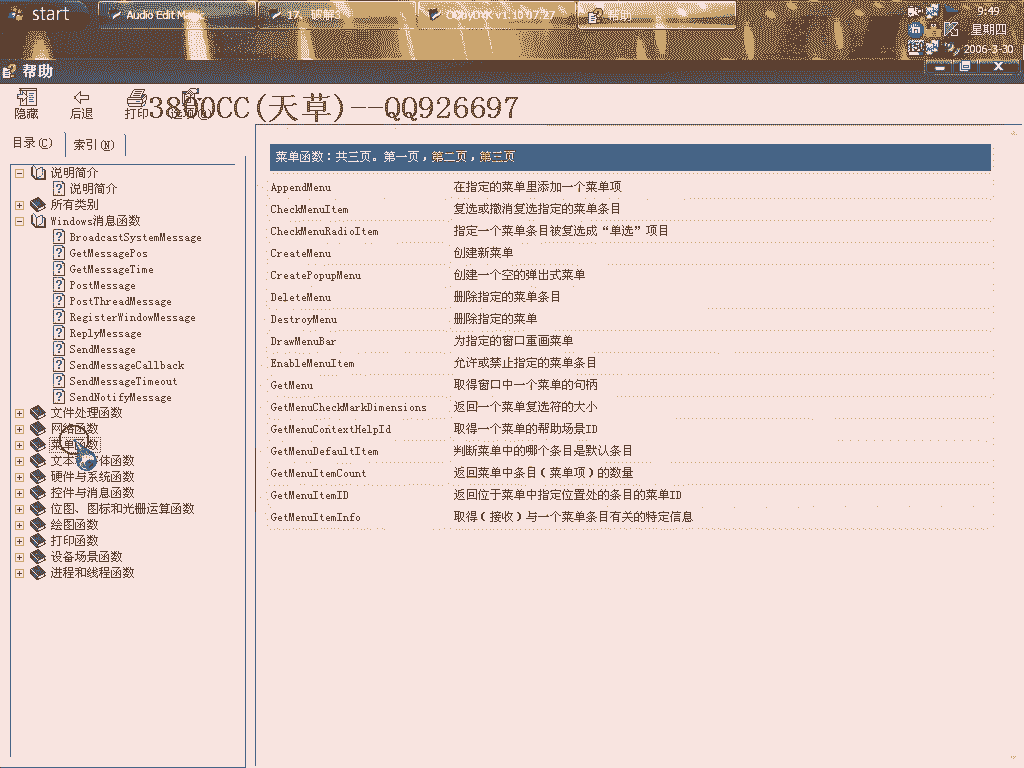 start
Audio Edit Mag
17、破解
OllyDYK v1.10 07/27
帮助
9:49
星期四
2006-3-30
帮助
隐藏
后退
打印
3800CC(天草)--QQ926697
目录(C)
索引(N)
说明简介
说明简介
所有类别
Windows消息函数
BroadcastSystemMessage
GetMessagePos
GetMessageTime
PostMessage
PostThreadMessage
RegisterWindowMessage
ReplyMessage
SendMessage
SendMessageCallback
SendMessageTimeout
SendNotifyMessage
文件处理函数
网络函数
菜单函数
文本和字体函数
硬件与系统函数
控件与消息函数
位图、图标和光栅运算函数
绘图函数
打印函数
设备场景函数
进程和线程函数
菜单函数：共三页。第一页，第二页，第三页
AppendMenu 在指定的菜单里添加一个菜单项
CheckMenuItem 复选或撤消复选指定的菜单条目
CheckMenuRadioItem 指定一个菜单条目被复选成“单选”项目
CreateMenu 创建新菜单
CreatePopupMenu 创建一个空的弹出式菜单
DeleteMenu 删除指定的菜单条目
DestroyMenu 删除指定的菜单
DrawMenuBar 为指定的窗口重画菜单
EnableMenuItem 允许或禁止指定的菜单条目
GetMenu 取得窗口中一个菜单的句柄
GetMenuCheckMarkDimensions 返回一个菜单复选符的大小
GetMenuContextHelpId 取得一个菜单的帮助场景ID
GetMenuDefaultItem 判断菜单中的哪个条目是默认条目
GetMenuItemCount 返回菜单中条目（菜单项）的数量
GetMenuItemID 返回位于菜单中指定位置处的条目的菜单ID
GetMenuItemInfo 取得（接收）与一个菜单条目有关的特定信息